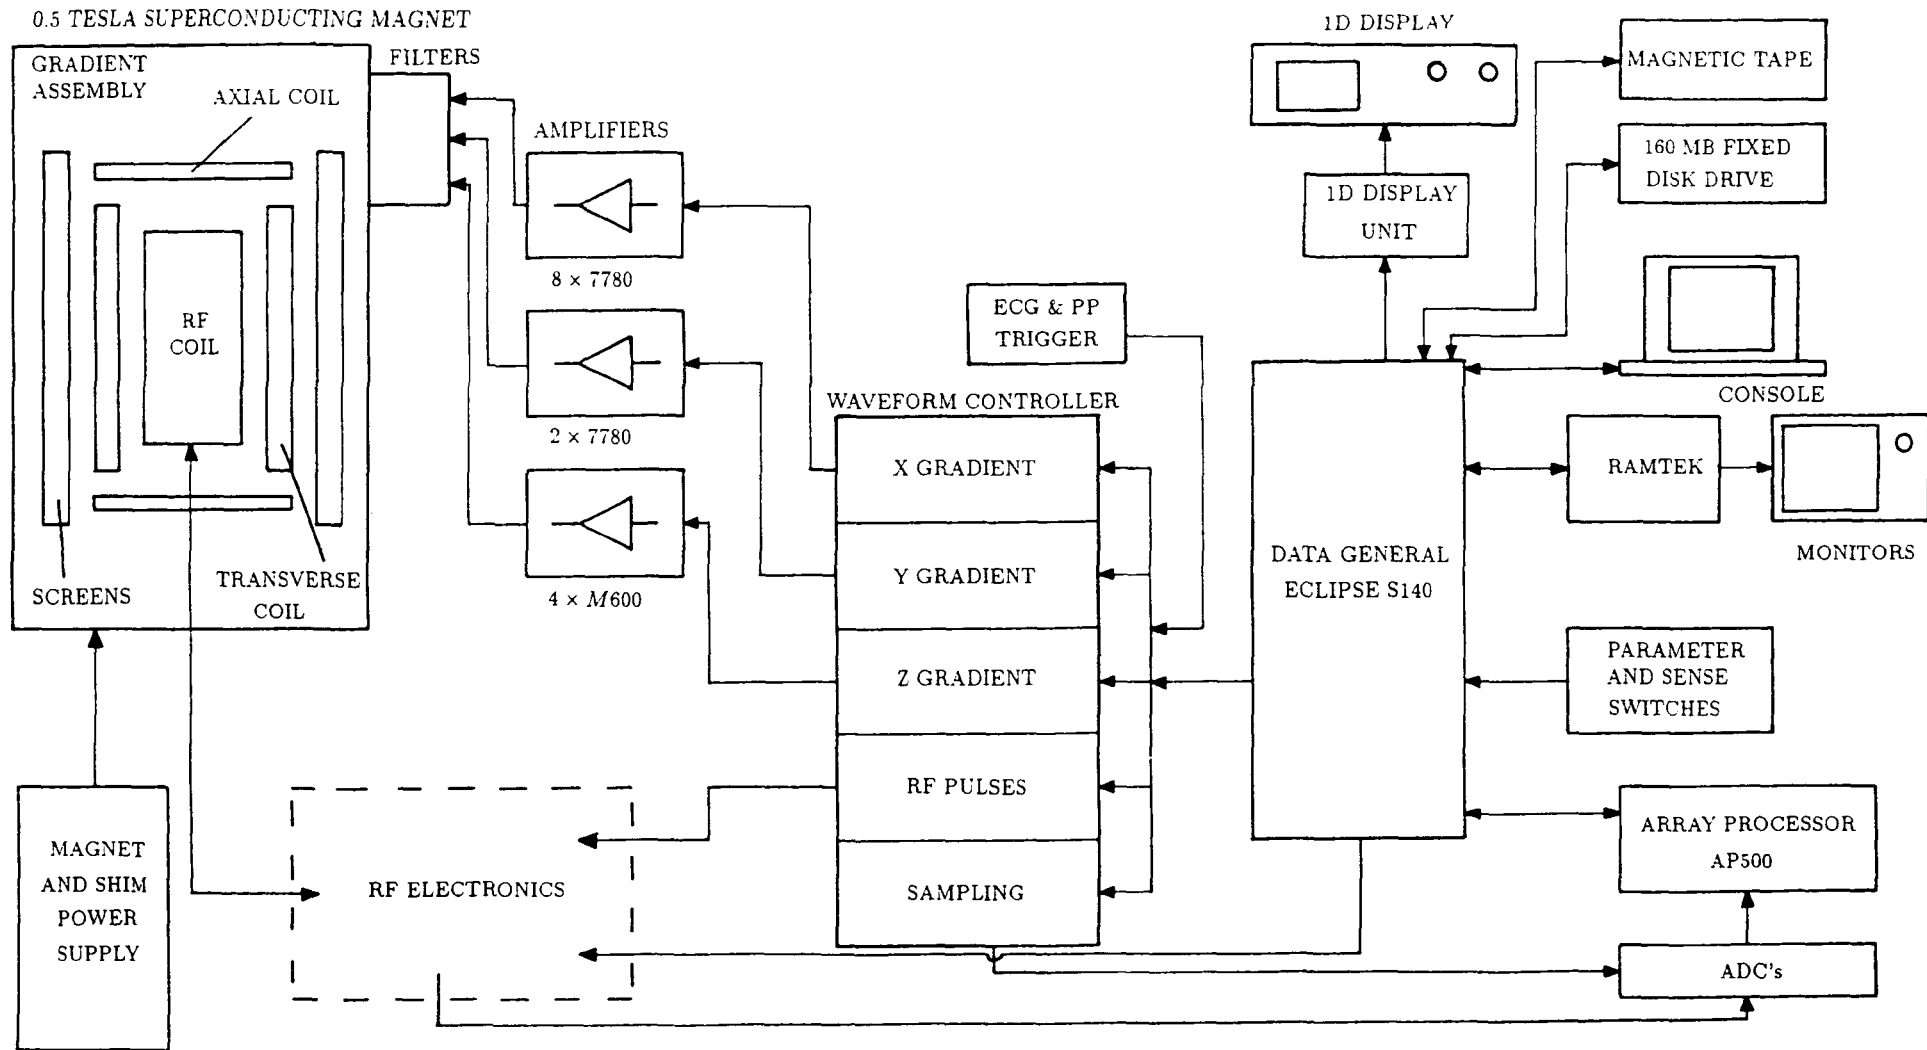 0.5 TESLA SUPERCONDUCTING MAGNET
GRADIENT
ASSEMBLY
AXIAL COIL
RF
COIL
SCREENS
TRANSVERSE
COIL
FILTERS
AMPLIFIERS
8 × 7780
2 × 7780
4 × M600
MAGNET
AND SHIM
POWER
SUPPLY
RF ELECTRONICS
ECG & PP
TRIGGER
WAVEFORM CONTROLLER
X GRADIENT
Y GRADIENT
Z GRADIENT
RF PULSES
SAMPLING
1D DISPLAY
1D DISPLAY
UNIT
DATA GENERAL
ECLIPSE S140
MAGNETIC TAPE
160 MB FIXED
DISK DRIVE
CONSOLE
RAMTEK
MONITORS
PARAMETER
AND SENSE
SWITCHES
ARRAY PROCESSOR
AP500
ADC's